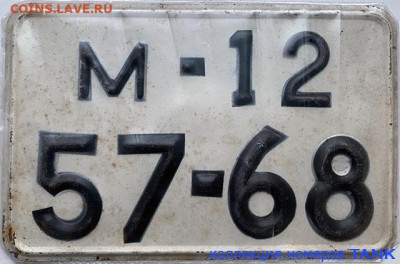 COINS.LAVE.RU
М-12
57-68
коллекция номеров TANK